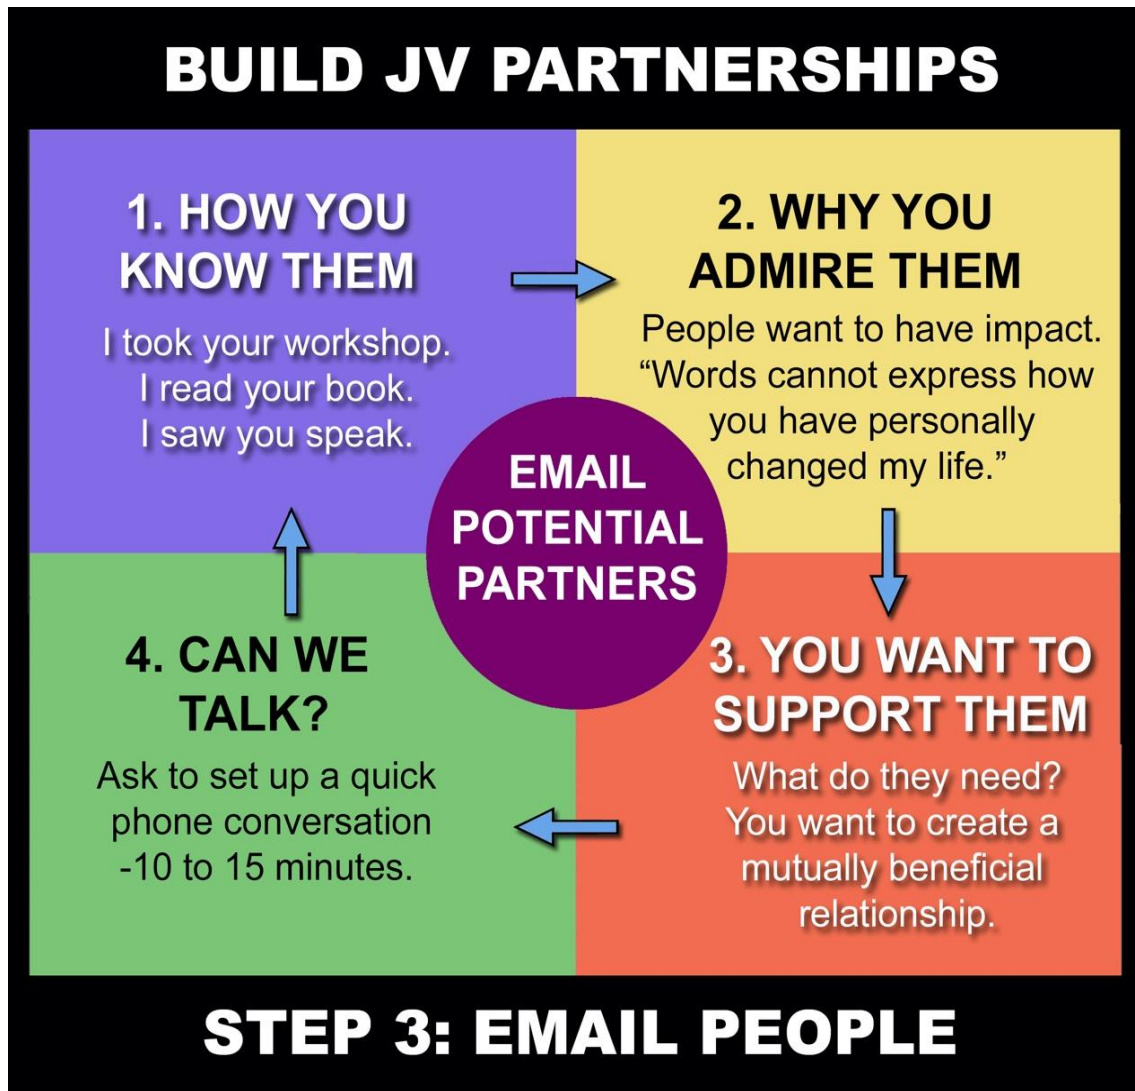 BUILD JV PARTNERSHIPS
1. HOW YOU
KNOW THEM
I took your workshop.
I read your book.
I saw you speak.
2. WHY YOU
ADMIRE THEM
People want to have impact.
“Words cannot express how
you have personally
changed my life.”
EMAIL
POTENTIAL
PARTNERS
3. YOU WANT TO
SUPPORT THEM
What do they need?
You want to create a
mutually beneficial
relationship.
4. CAN WE
TALK?
Ask to set up a quick
phone conversation
-10 to 15 minutes.
STEP 3: EMAIL PEOPLE